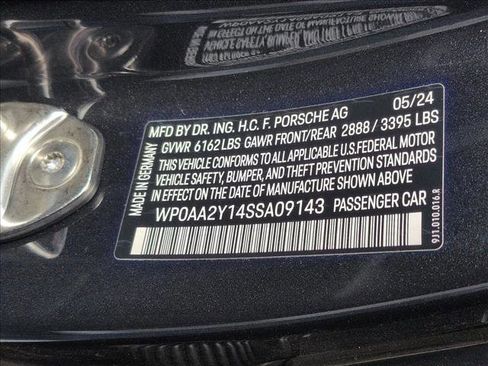 MFD BY DR. ING. H.C. F. PORSCHE AG 05/24
GVWR 6162 LBS GAWR FRONT/REAR 2888 / 3395 LBS
THIS VEHICLE CONFORMS TO ALL APPLICABLE U.S.FEDERAL MOTOR
VEHICLE SAFETY, BUMPER, AND THEFT PREVENTION STANDARDS
IN EFFECT ON THE DATE OF MANUFACTURE SHOWN ABOVE.
WP0AA2Y14SSA09143 PASSENGER CAR
MADE IN GERMANY
9J1.010.016.R